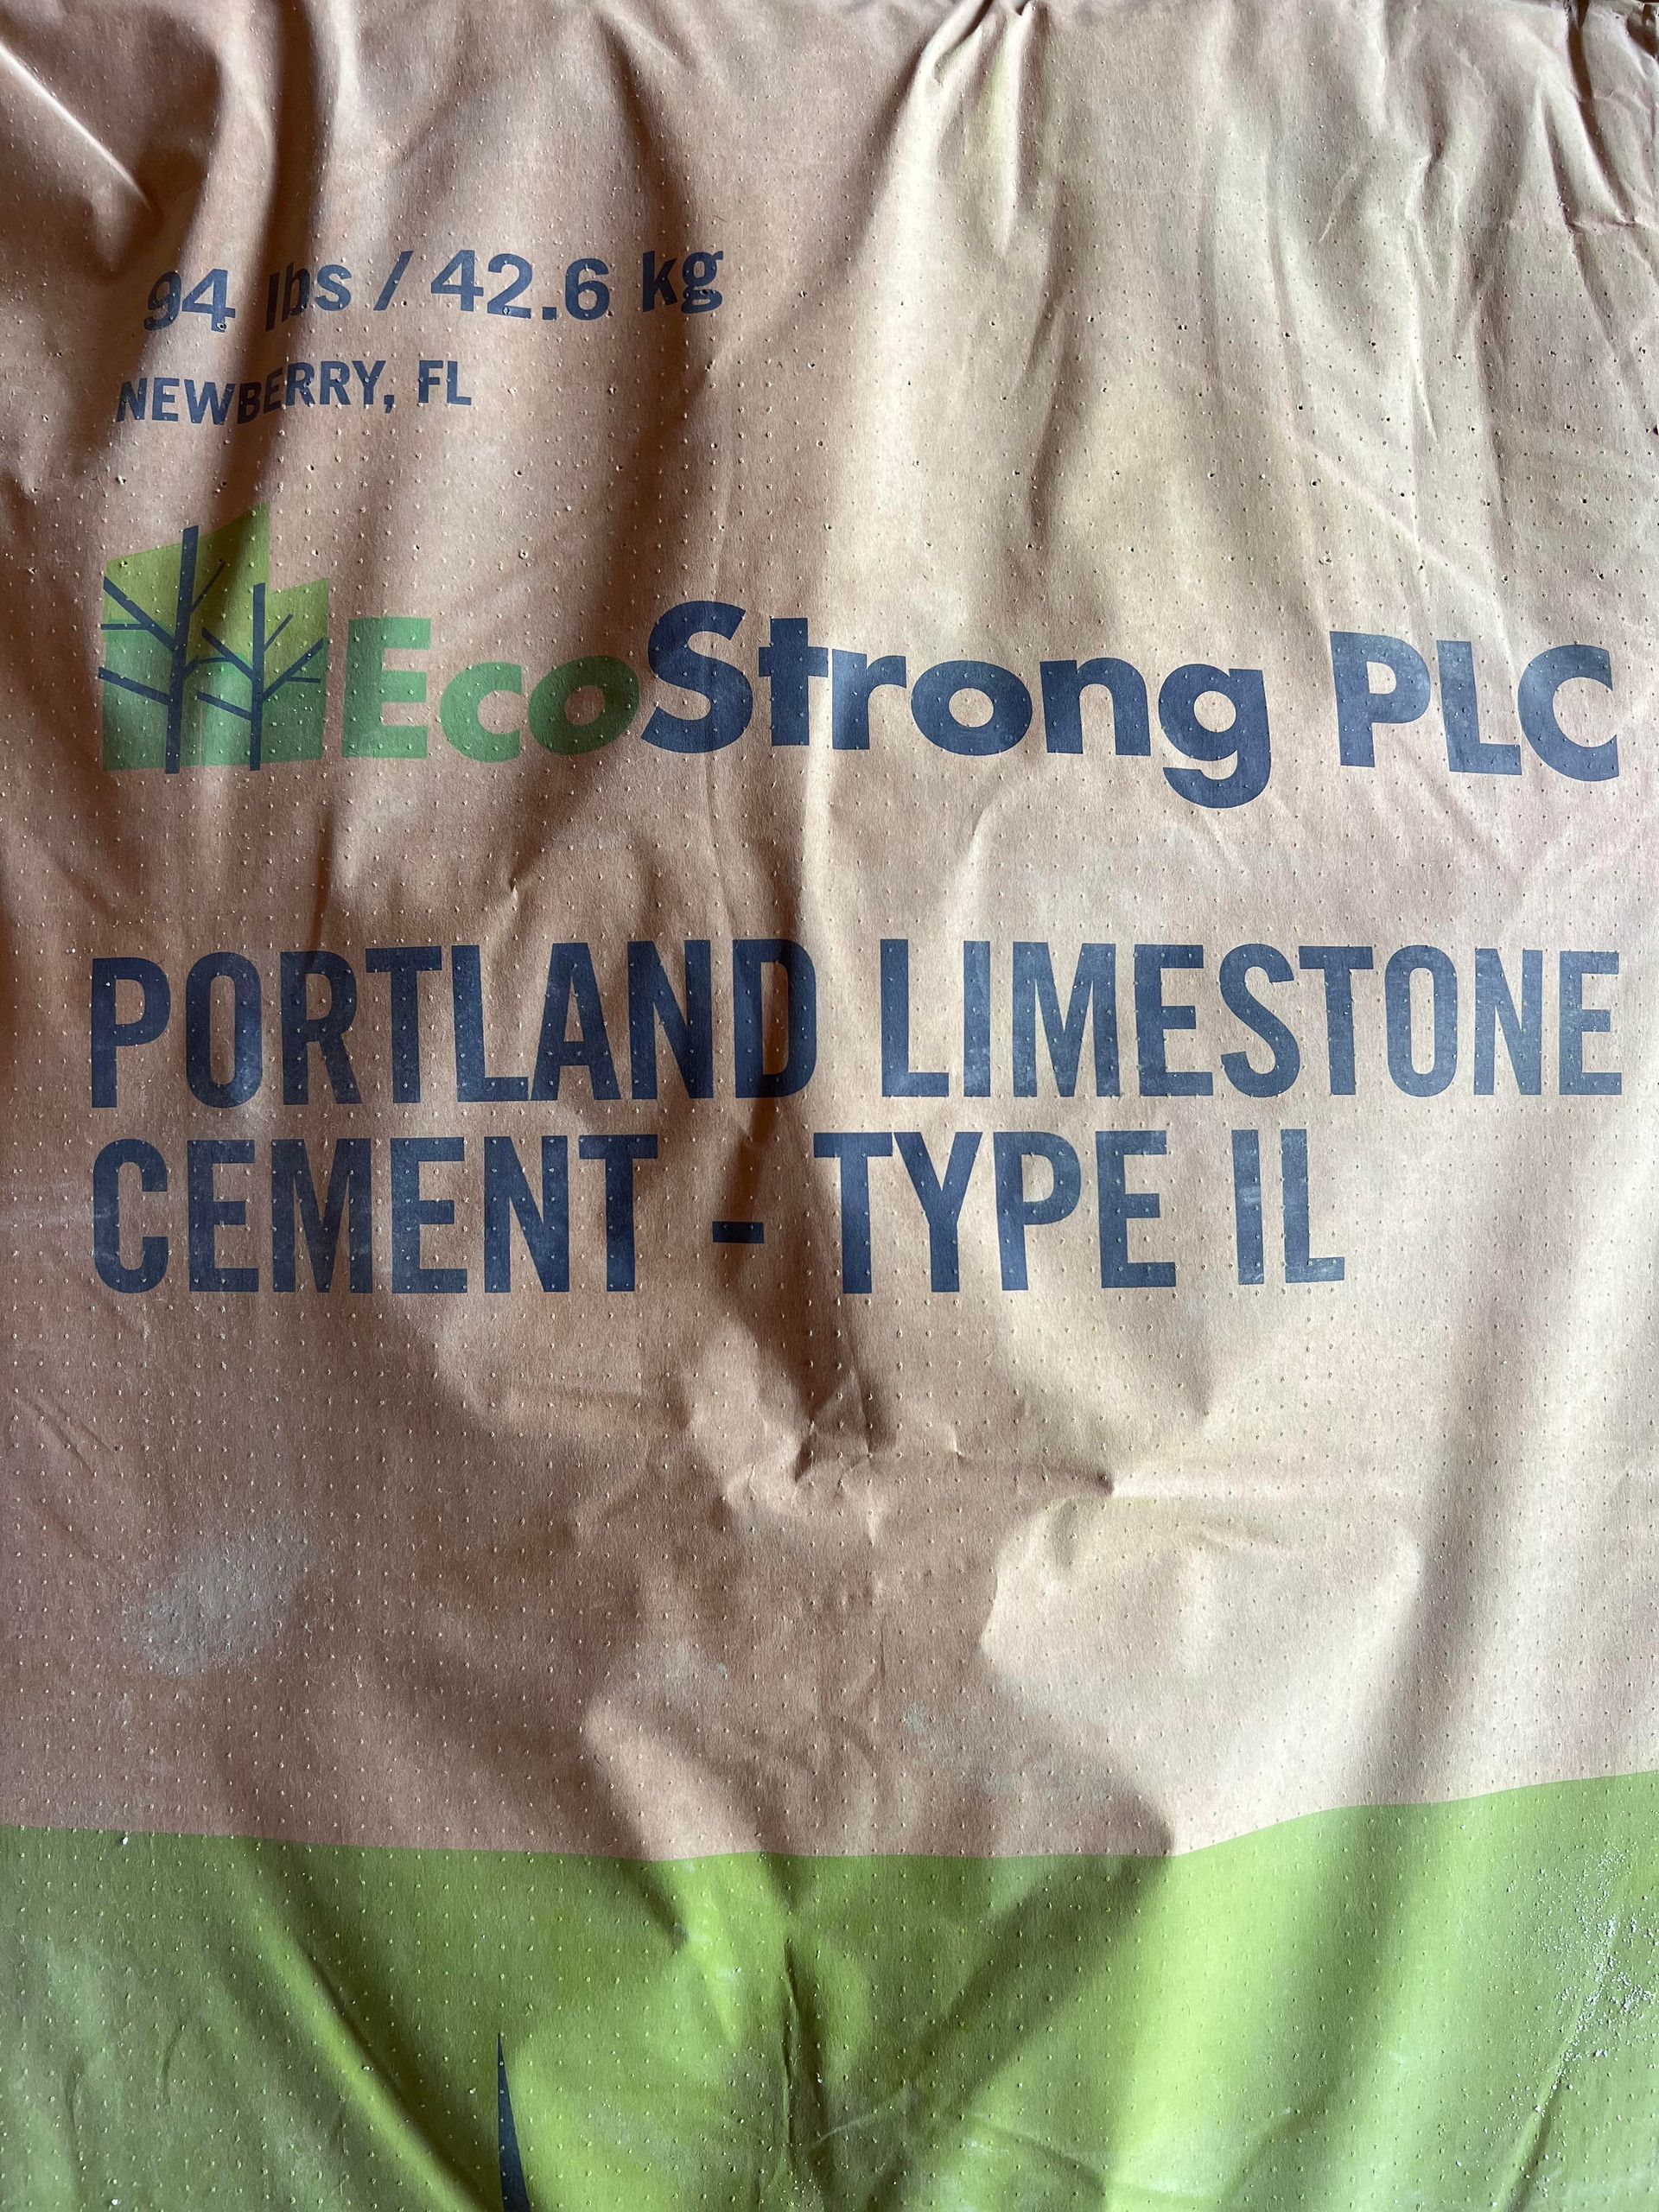 94 lbs / 42.6 kg
NEWBERRY, FL
EcoStrong PLC
PORTLAND LIMESTONE
CEMENT - TYPE IL